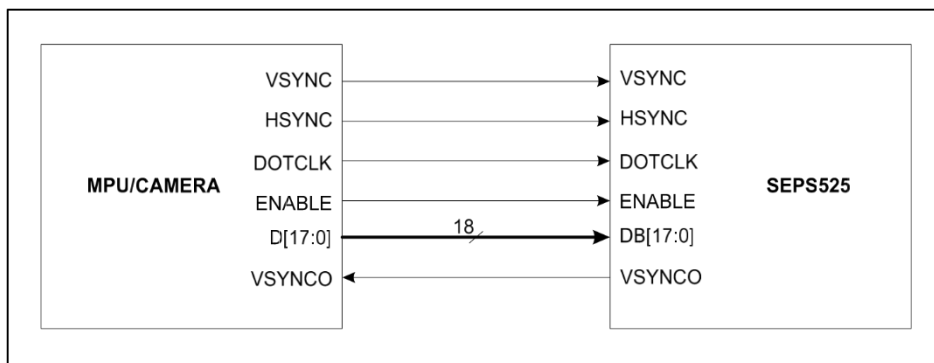 VSYNC VSYNC
HSYNC HSYNC
DOTCLK DOTCLK
MPU/CAMERA SEPS525
ENABLE ENABLE
D[17:0] 18 DB[17:0]
VSYNCO VSYNCO